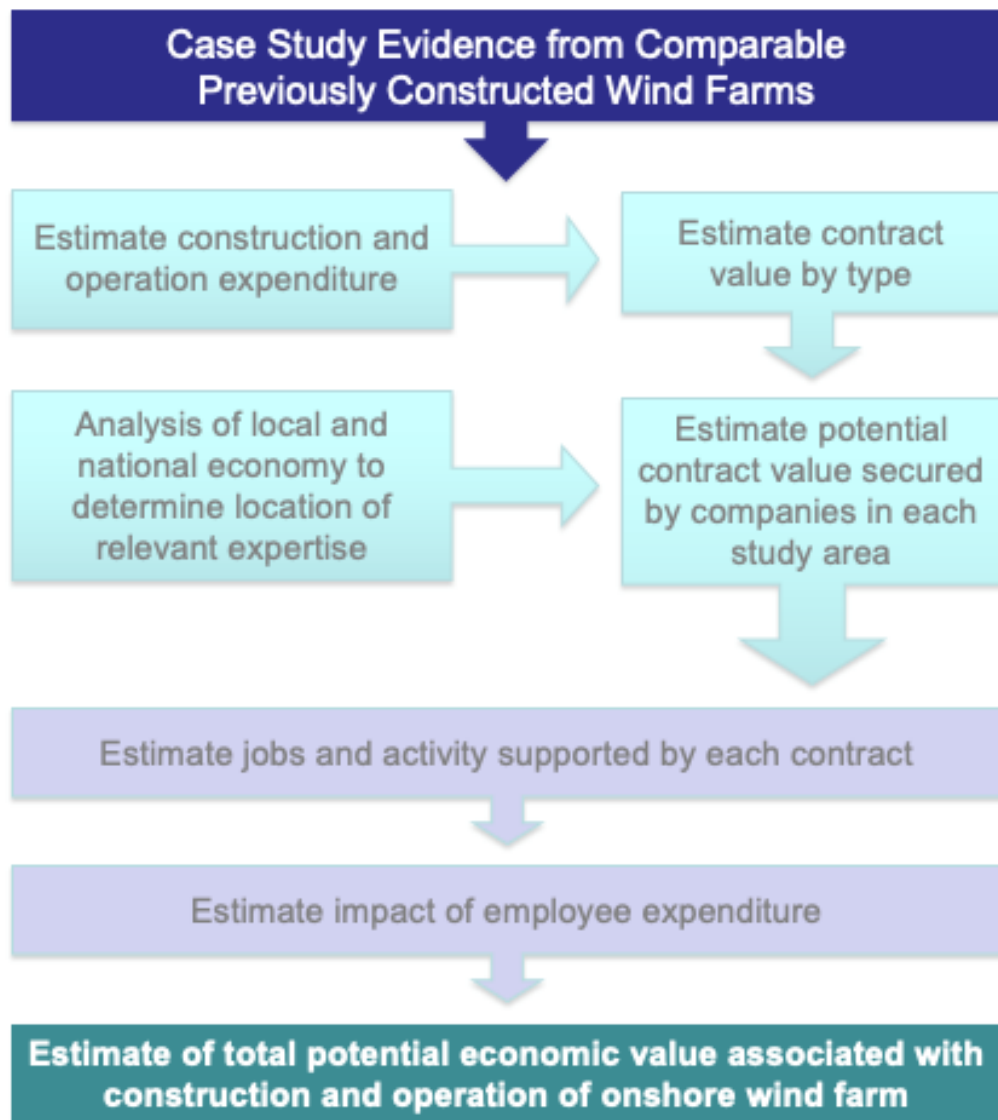 Case Study Evidence from Comparable
Previously Constructed Wind Farms
Estimate construction and
operation expenditure
Estimate contract
value by type
Analysis of local and
national economy to
determine location of
relevant expertise
Estimate potential
contract value secured
by companies in each
study area
Estimate jobs and activity supported by each contract
Estimate impact of employee expenditure
Estimate of total potential economic value associated with
construction and operation of onshore wind farm